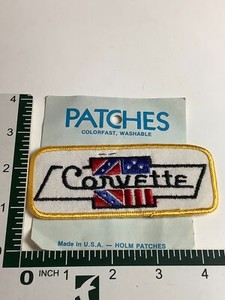 PATCHES
COLORFAST, WASHABLE
Corvette
Made in U.S.A. — HOLM PATCHES
4
3
2
1
0 INCH 1 2 3 4